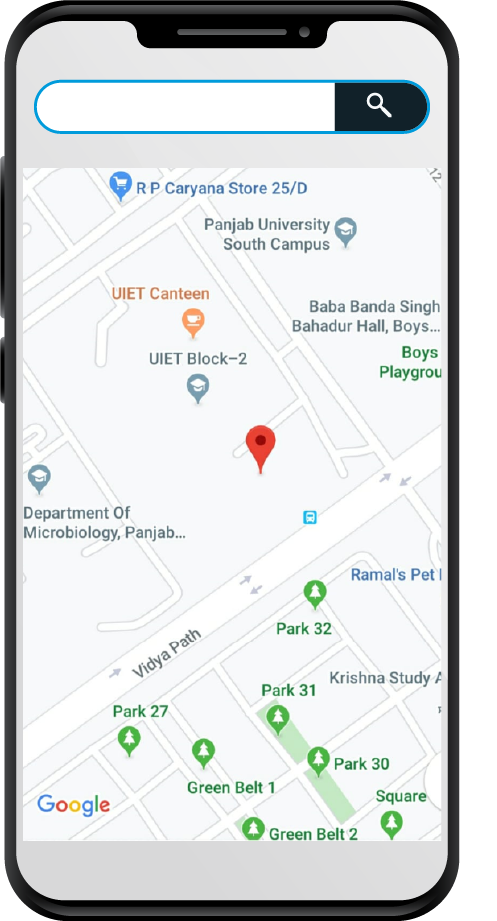 12
R P Caryana Store 25/D
Panjab University
South Campus
UIET Canteen
Baba Banda Singh
Bahadur Hall, Boys...
UIET Block-2
Boys
Playgrou
Department Of
Microbiology, Panjab...
Ramal's Pet
Park 32
Vidya Path
Krishna Study A
Park 31
Park 27
Park 30
Green Belt 1
Square
Google
Green Belt 2